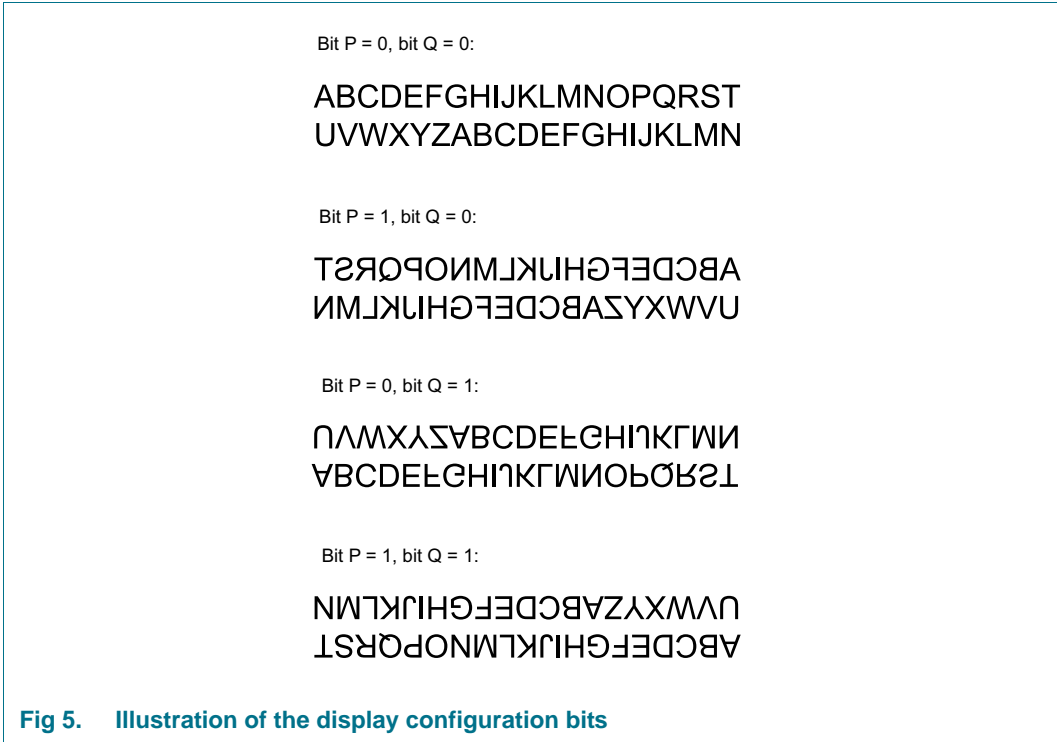 Bit P = 0, bit Q = 0:
ABCDEFGHIJKLMNOPQRST
UVWXYZABCDEFGHIJKLMN
Bit P = 1, bit Q = 0:
TSRQPONMLKJIHGFEDCBA
NMLKJIHGFEDCBAZYXWVU
Bit P = 0, bit Q = 1:
UVWXYZABCDEFGHIJKLMN
ABCDEFGHIJKLMNOPQRST
Bit P = 1, bit Q = 1:
NMLKJIHGFEDCBAZYXWVU
TSRQPONMLKJIHGFEDCBA
Fig 5. Illustration of the display configuration bits